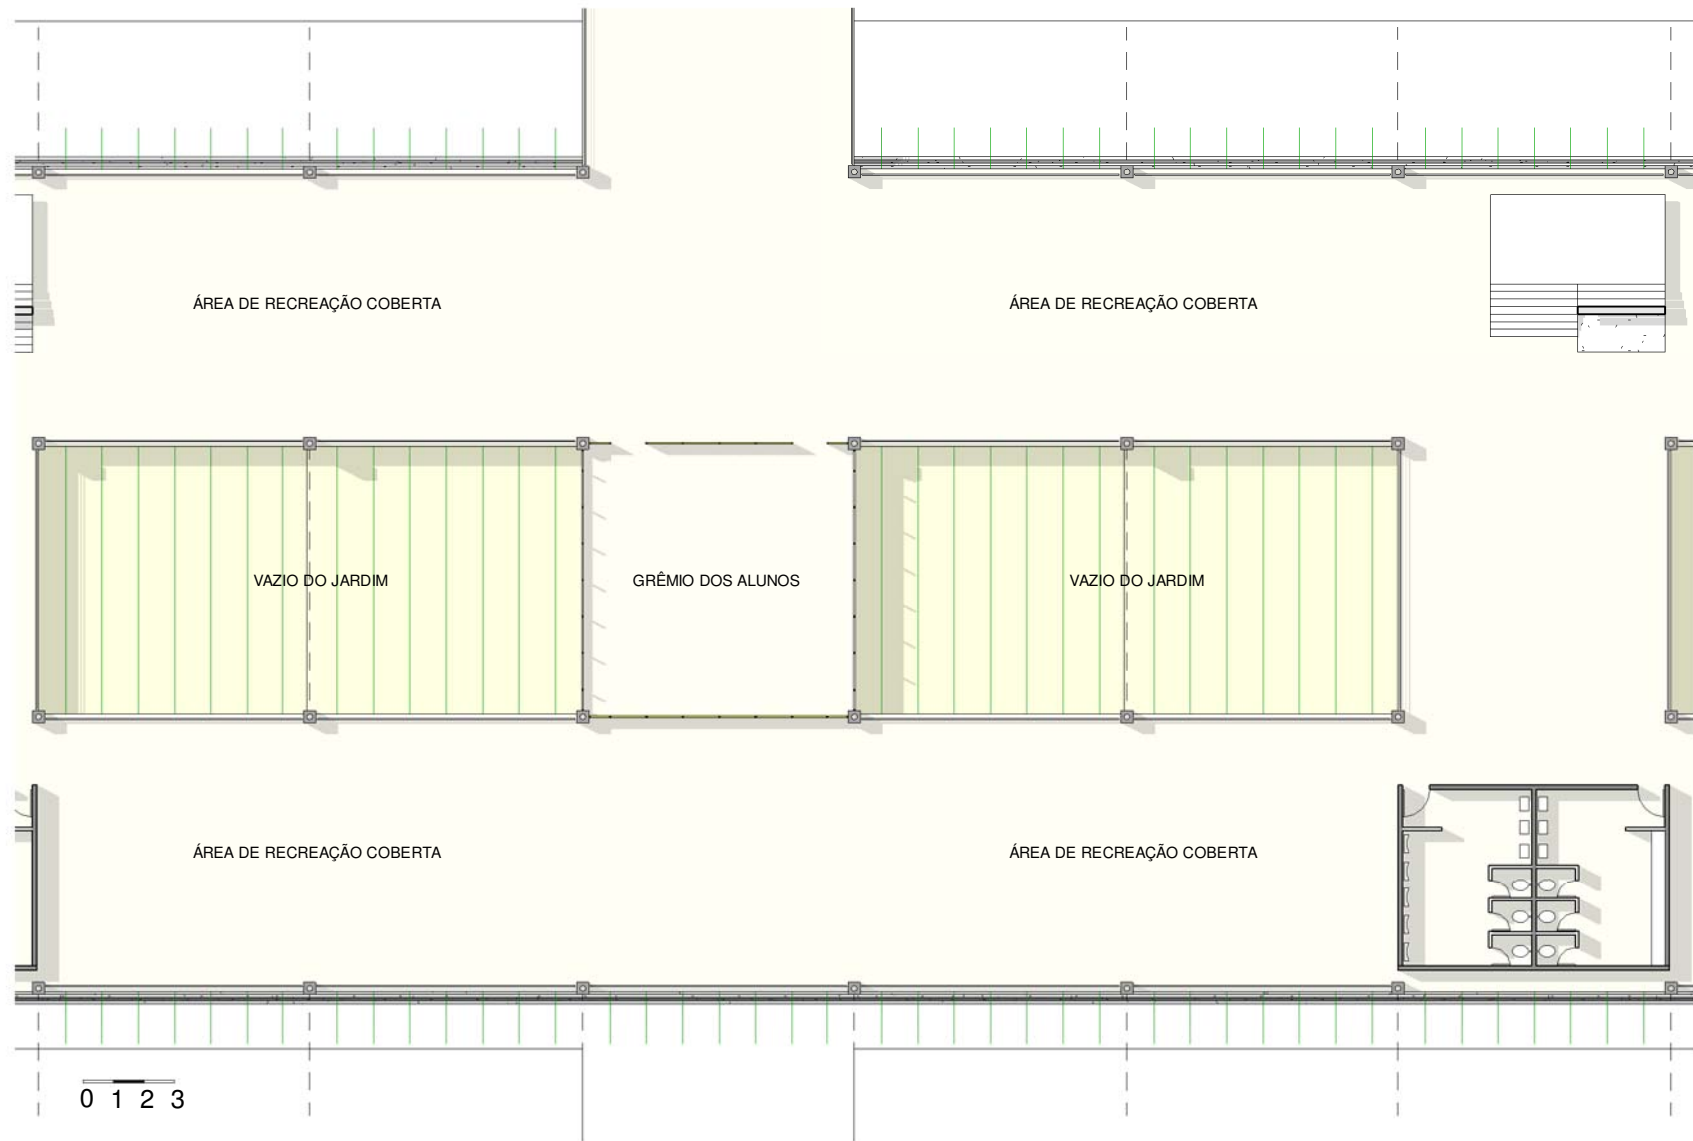 ÁREA DE RECREAÇÃO COBERTA
ÁREA DE RECREAÇÃO COBERTA
VAZIO DO JARDIM
GRÊMIO DOS ALUNOS
VAZIO DO JARDIM
ÁREA DE RECREAÇÃO COBERTA
ÁREA DE RECREAÇÃO COBERTA
0 1 2 3